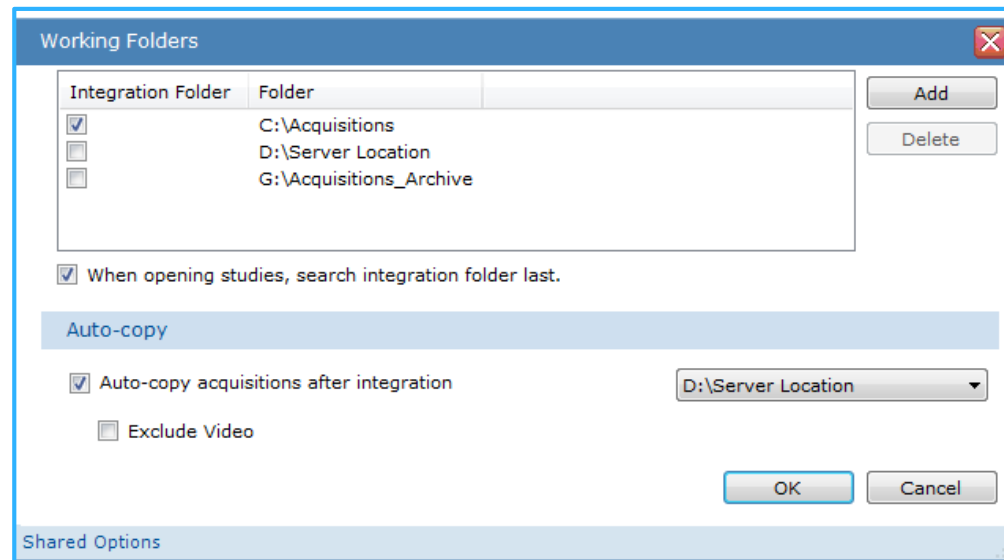 Working Folders
Integration Folder Folder
Add
C:\Acquisitions
Delete
D:\Server Location
G:\Acquisitions_Archive
When opening studies, search integration folder last.
Auto-copy
Auto-copy acquisitions after integration D:\Server Location
Exclude Video
OK Cancel
Shared Options